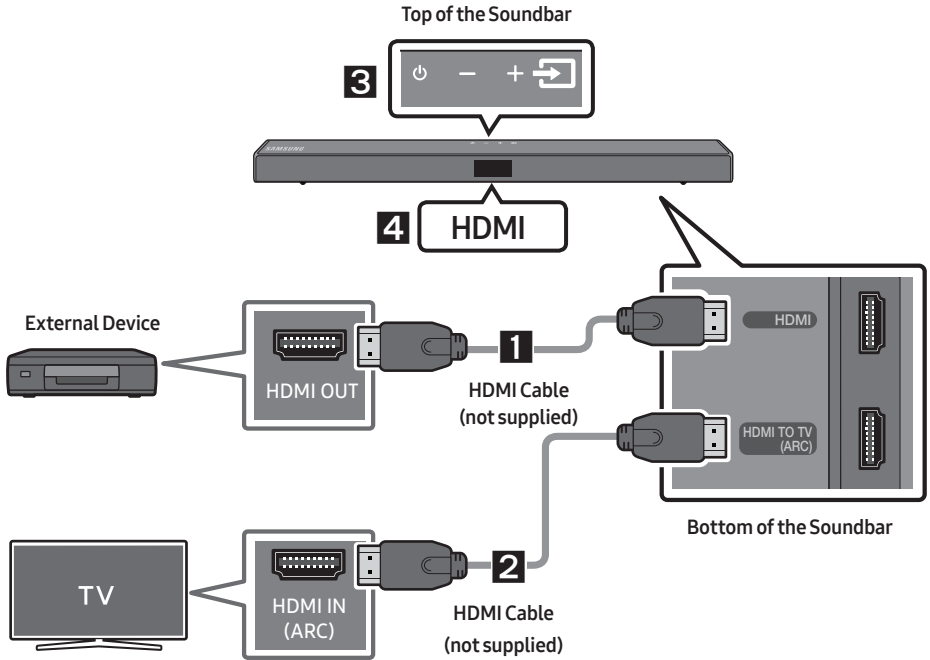 Top of the Soundbar
3
SAMSUNG
4
HDMI
External Device
HDMI OUT
1
HDMI Cable
(not supplied)
HDMI
HDMI TO TV
(ARC)
Bottom of the Soundbar
TV
HDMI IN
(ARC)
2
HDMI Cable
(not supplied)